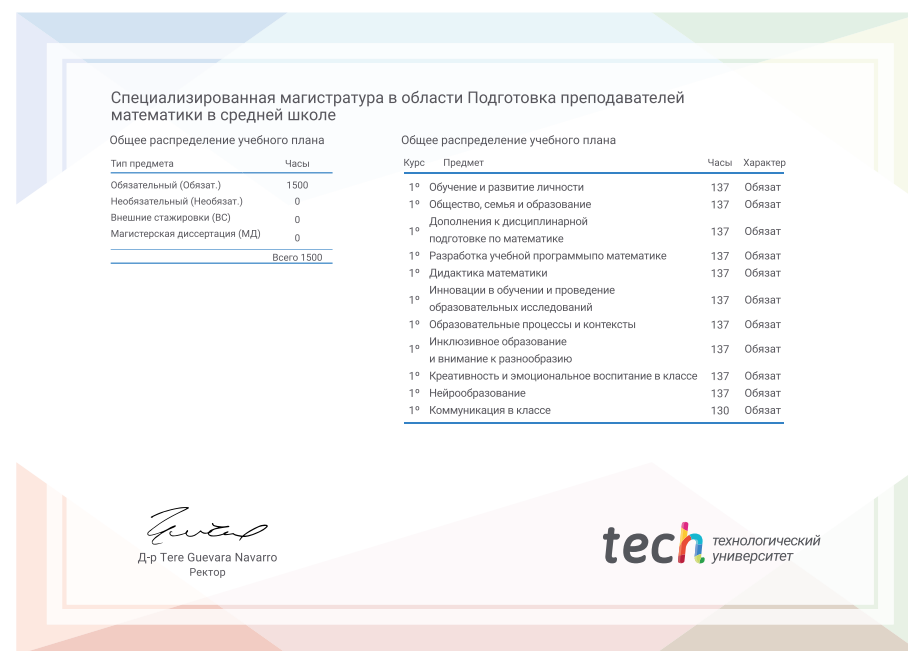 Специализированная магистратура в области Подготовка преподавателей
математики в средней школе
Общее распределение учебного плана
Тип предмета Часы
Обязательный (Обязат.) 1500
Необязательный (Необязат.) 0
Внешние стажировки (ВС) 0
Магистерская диссертация (МД) 0
Всего 1500
Общее распределение учебного плана
Курс Предмет Часы Характер
1º Обучение и развитие личности 137 Обязат
1º Общество, семья и образование 137 Обязат
1º Дополнения к дисциплинарной
подготовке по математике 137 Обязат
1º Разработка учебной программыпо математике 137 Обязат
1º Дидактика математики 137 Обязат
1º Инновации в обучении и проведение
образовательных исследований 137 Обязат
1º Образовательные процессы и контексты 137 Обязат
1º Инклюзивное образование
и внимание к разнообразию 137 Обязат
1º Креативность и эмоциональное воспитание в классе 137 Обязат
1º Нейрообразование 137 Обязат
1º Коммуникация в классе 130 Обязат
Д-р Tere Guevara Navarro
Ректор
tech технологический
университет